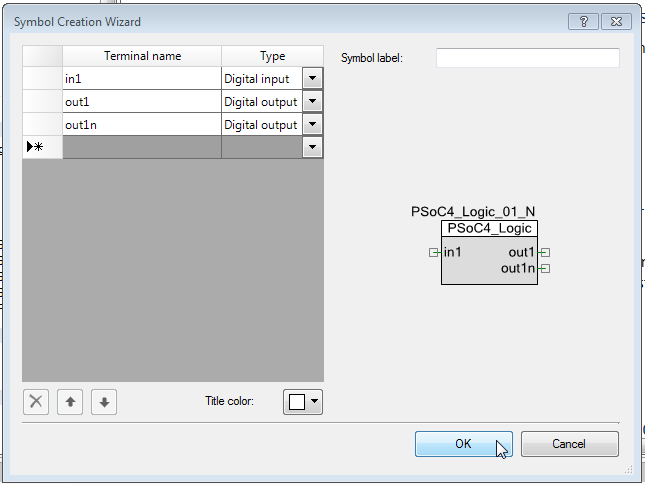 Symbol Creation Wizard
?
Terminal name Type
in1 Digital input
out1 Digital output
out1n Digital output
Symbol label:
PSoC4_Logic_01_N
PSoC4_Logic
in1 out1
out1n
Title color:
OK Cancel